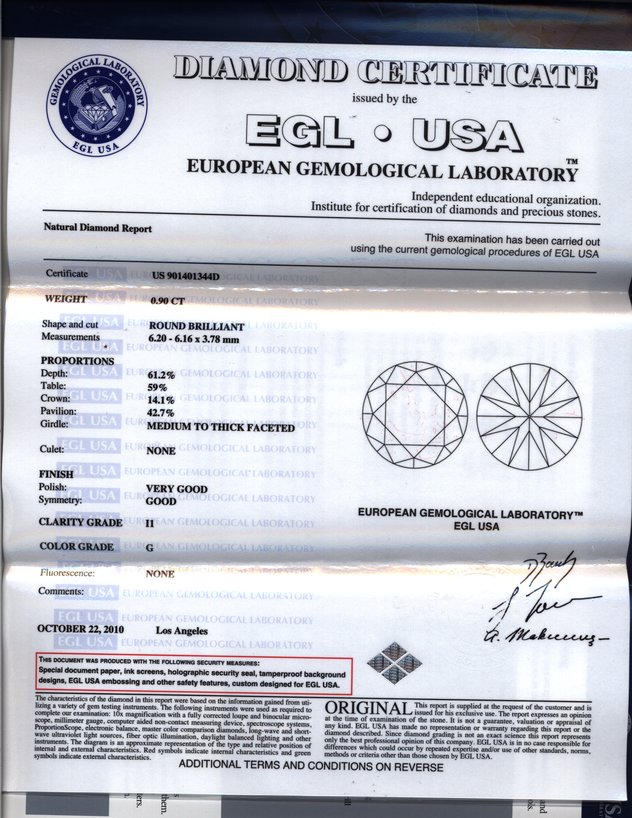 GEMOLOGICAL LABORATORY
EGL USA
DIAMOND CERTIFICATE
issued by the
EGL • USA
EUROPEAN GEMOLOGICAL LABORATORY™
Independent educational organization.
Institute for certification of diamonds and precious stones.
Natural Diamond Report
This examination has been carried out
using the current gemological procedures of EGL USA
Certificate US 901401344D
WEIGHT 0.90 CT
Shape and cut ROUND BRILLIANT
Measurements 6.20 - 6.16 x 3.78 mm
PROPORTIONS
Depth: 61.2%
Table: 59%
Crown: 14.1%
Pavilion: 42.7%
Girdle: MEDIUM TO THICK FACETED
Culet: NONE
FINISH
Polish: VERY GOOD
Symmetry: GOOD
CLARITY GRADE I1
COLOR GRADE G
Fluorescence: NONE
Comments:
EUROPEAN GEMOLOGICAL LABORATORY™
EGL USA
OCTOBER 22, 2010 Los Angeles
THIS DOCUMENT WAS PRODUCED WITH THE FOLLOWING SECURITY MEASURES:
Special document paper, ink screens, holographic security seal, tamperproof background
designs, EGL USA embossing and other safety features, custom designed for EGL USA.
The characteristics of the diamond in this report were based on the information gained from uti-
lizing a variety of gem testing instruments. The following instruments were used as required to
complete our examination: 10x magnification with a fully corrected loupe and binocular micro-
scope, millimeter gauge, computer aided non-contact measuring device, spectroscope systems,
ProportionScope, electronic balance, master color comparison diamonds, long-wave and short-
wave ultraviolet light sources, fiber optic illumination, daylight balanced lighting and other
instruments. The diagram is an approximate representation of the type and relative position of
internal and external characteristics. Red symbols indicate internal characteristics and green
symbols indicate external characteristics.
ORIGINAL This report is supplied at the request of the customer and is
issued for his exclusive use. The report expresses an opinion
at the time of examination of the stone. It is not a guarantee, valuation or appraisal of
any kind. EGL USA has made no representation or warranty regarding this report or the
diamond described. Since diamond grading is not an exact science this report represents
only the best professional opinion of this company. EGL USA is in no case responsible for
differences which could occur by repeated expertise and/or use of other standards, norms,
methods or criteria other than those chosen by EGL USA.
ADDITIONAL TERMS AND CONDITIONS ON REVERSE